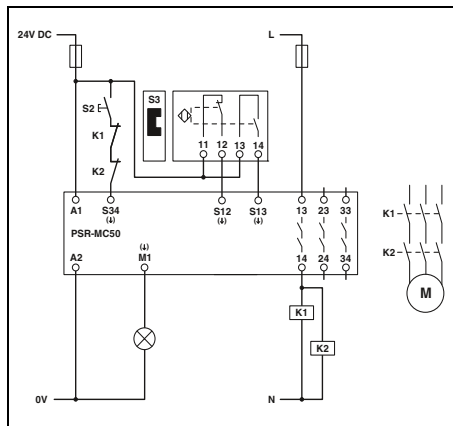 24V DC
L
S2
S3
K1
11 12 13 14
K2
A1 S34 S12 S13 13 23 33
(↓) (↓) (↓)
PSR-MC50
K1
(↓)
A2 M1 14 24 34
K2
M
K1
K2
0V
N